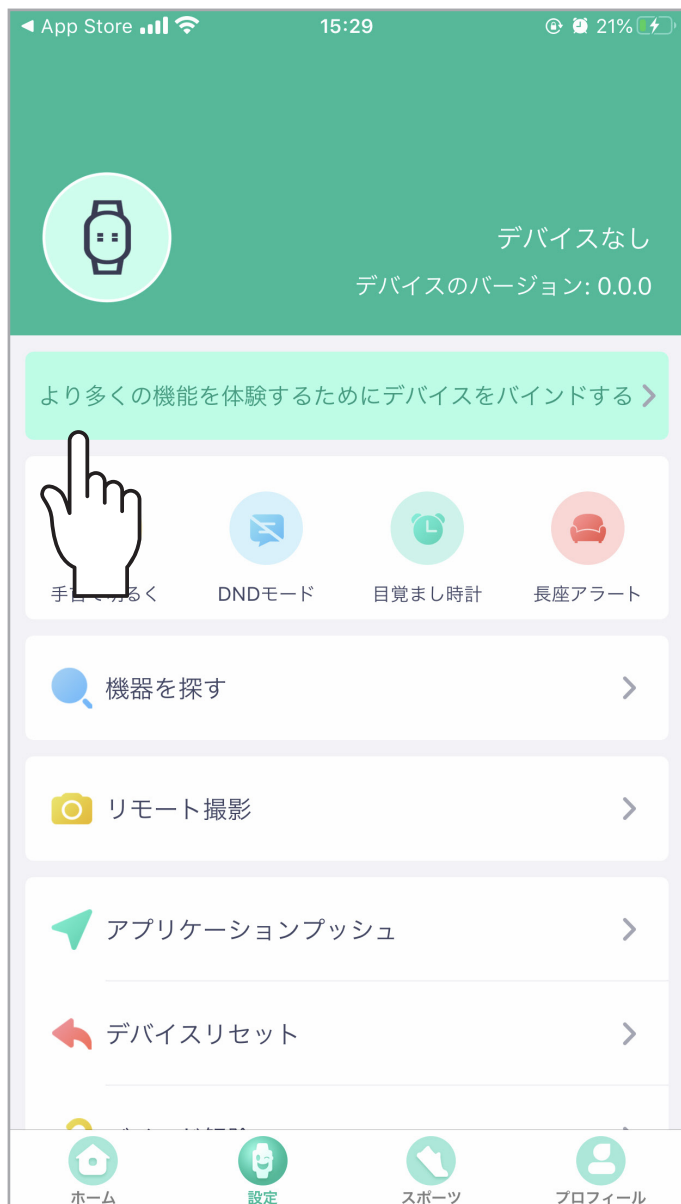 ◀ App Store 15:29 21%
デバイスなし
デバイスのバージョン: 0.0.0
より多くの機能を体験するためにデバイスをバインドする
DNDモード 目覚まし時計 長座アラート
機器を探す
リモート撮影
アプリケーションプッシュ
デバイスリセット
ホーム 設定 スポーツ プロフィール